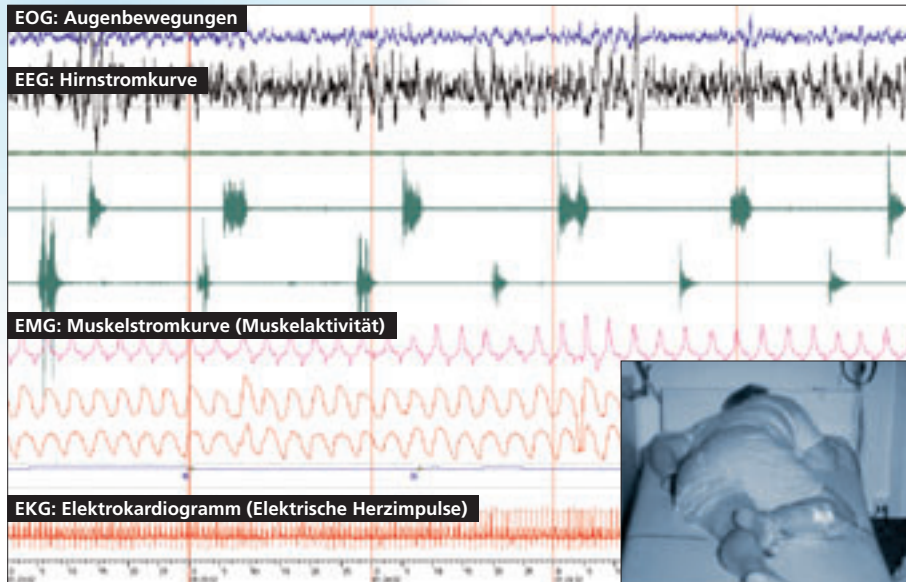 EOG: Augenbewegungen
EEG: Hirnstromkurve
EMG: Muskelstromkurve (Muskelaktivität)
EKG: Elektrokardiogramm (Elektrische Herzimpulse)